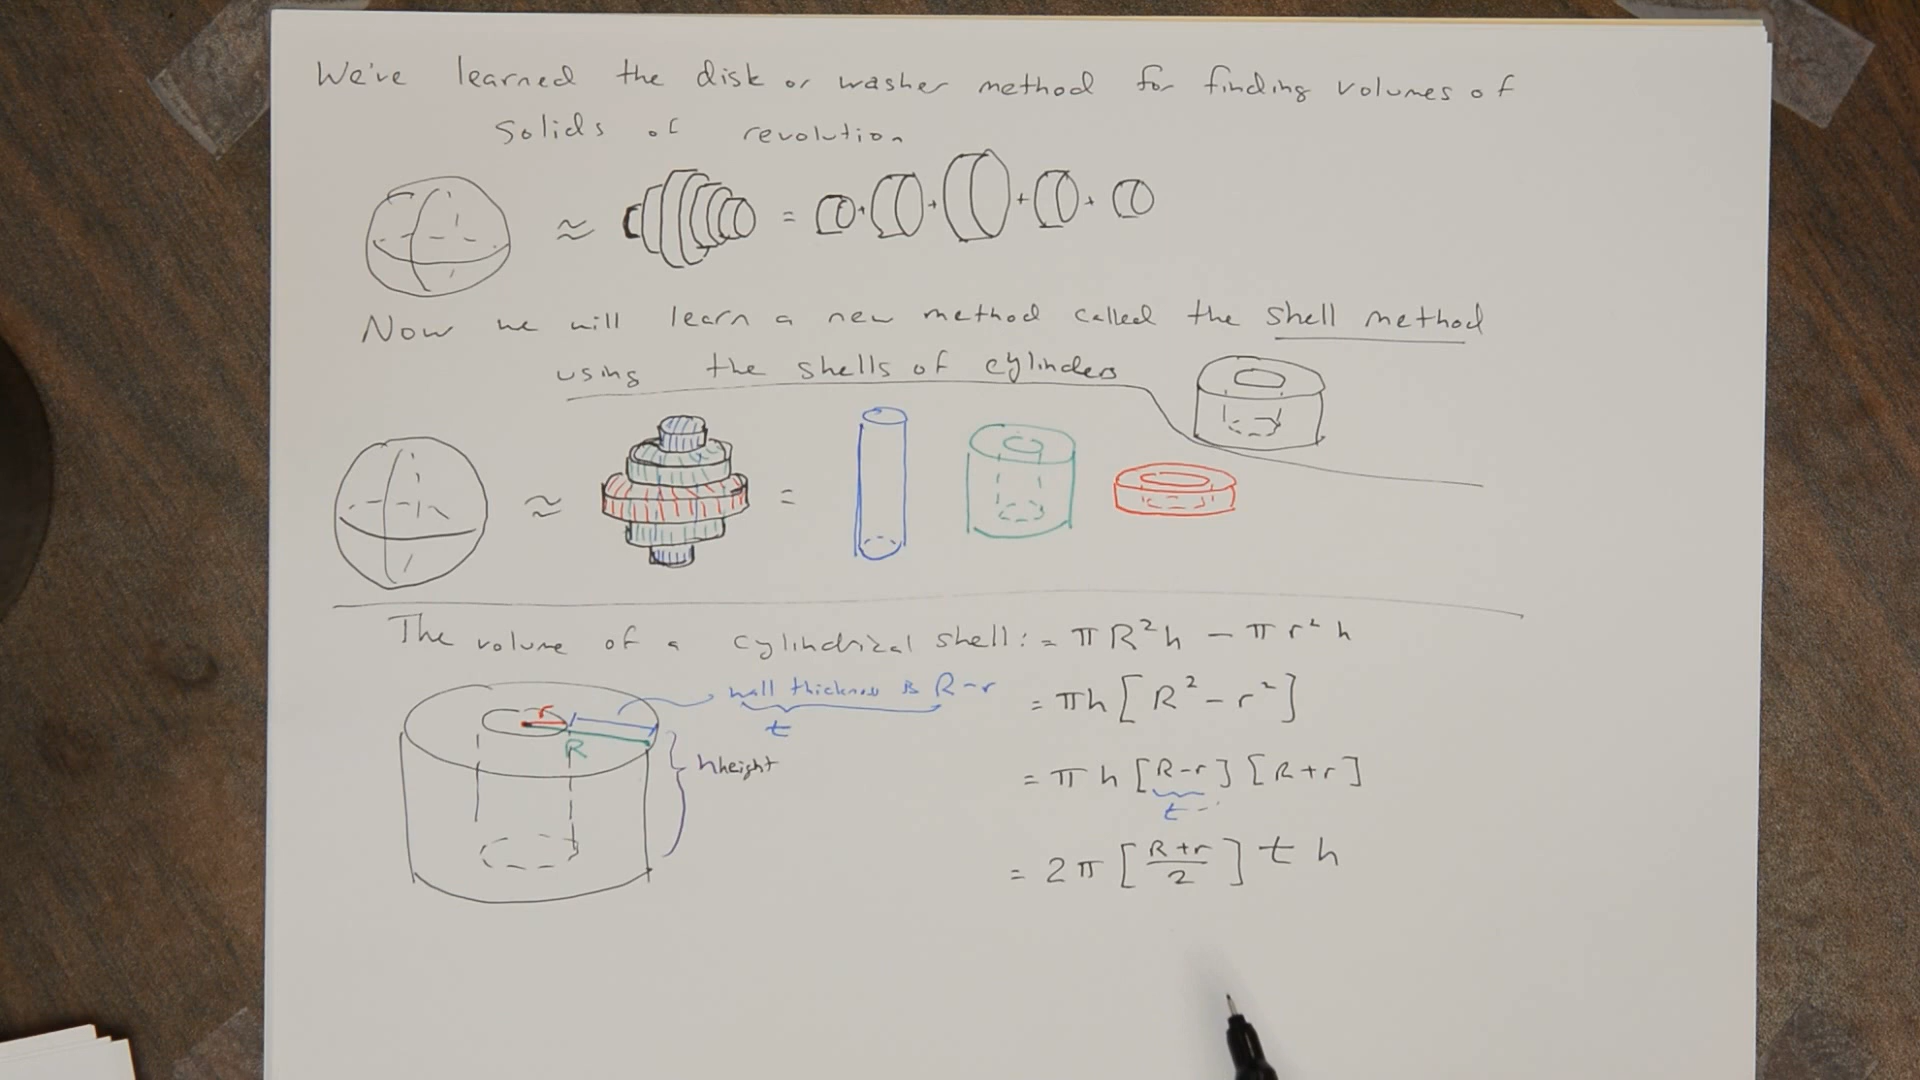 We've learned the disk or washer method for finding volumes of
solids of revolution
≈ = + + + +
Now we will learn a new method called the shell method
using the shells of cylinders
≈ =
The volume of a cylindrical shell: = πR²h - πr²h
wall thickness is R-r
t
= πh[R²-r²]
r
R
h height
= πh[R-r][R+r]
t
= 2π[(R+r)/2] t h